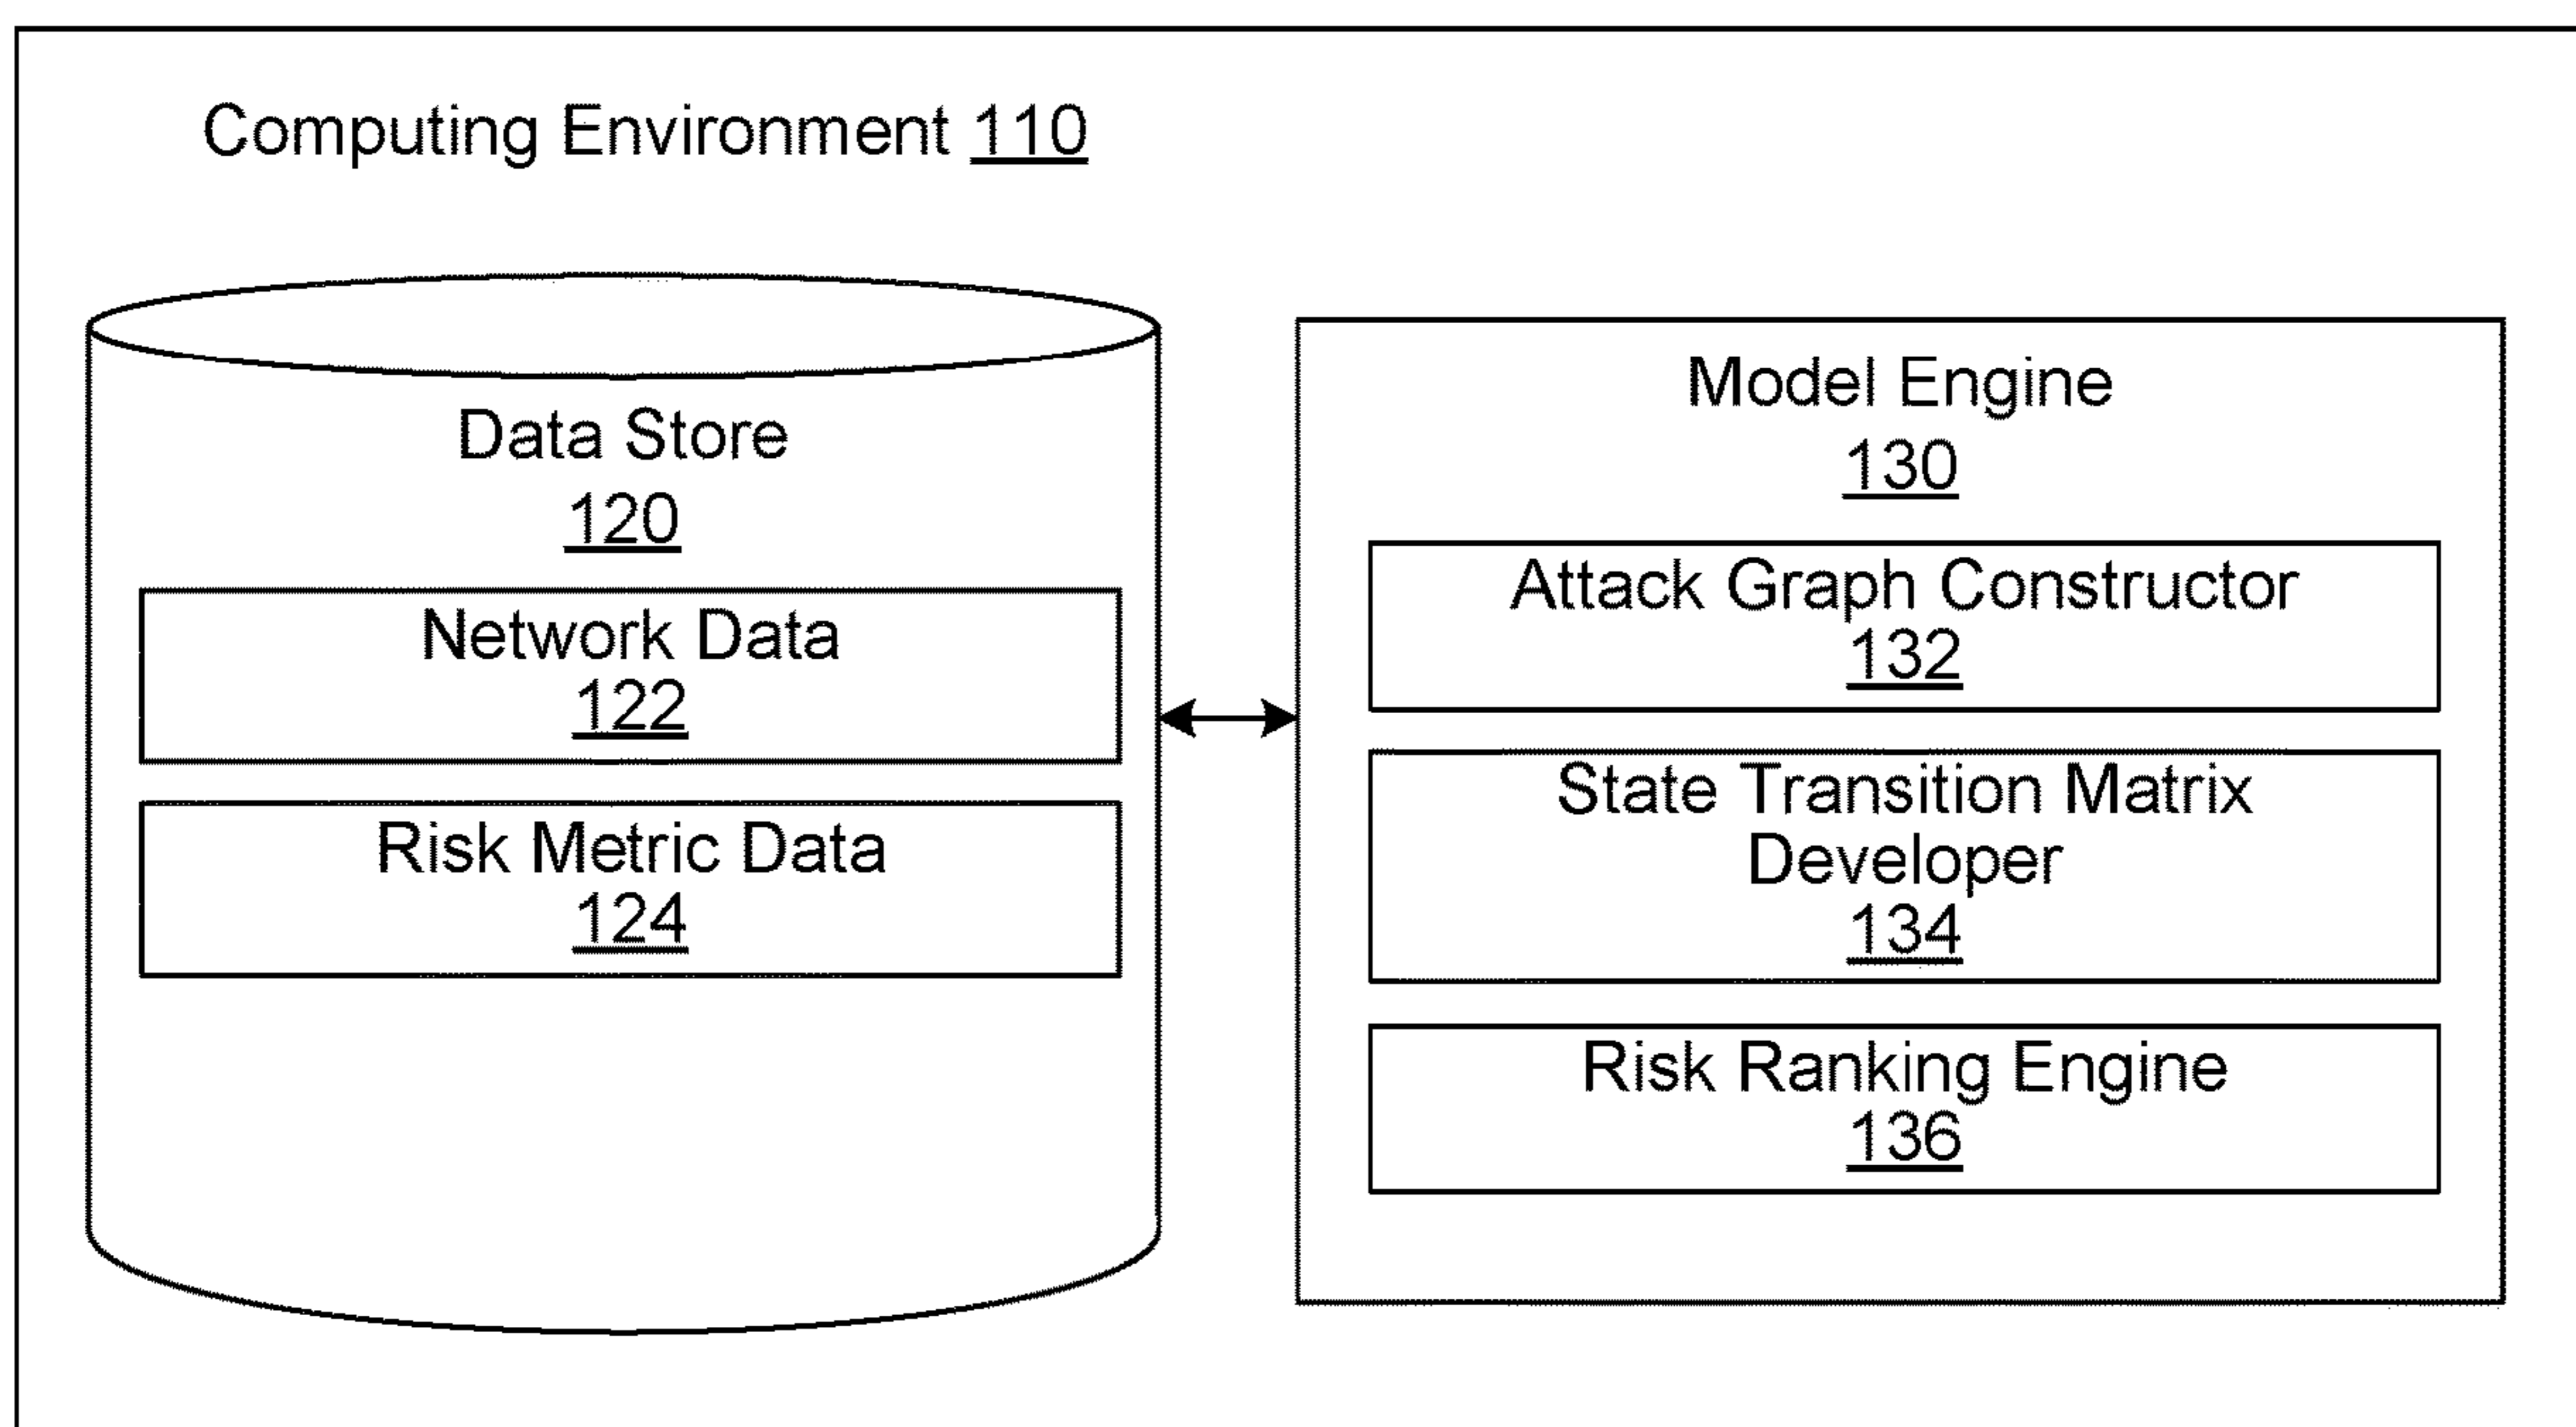 Computing Environment 110
Data Store
120
Network Data
122
Risk Metric Data
124
Model Engine
130
Attack Graph Constructor
132
State Transition Matrix
Developer
134
Risk Ranking Engine
136